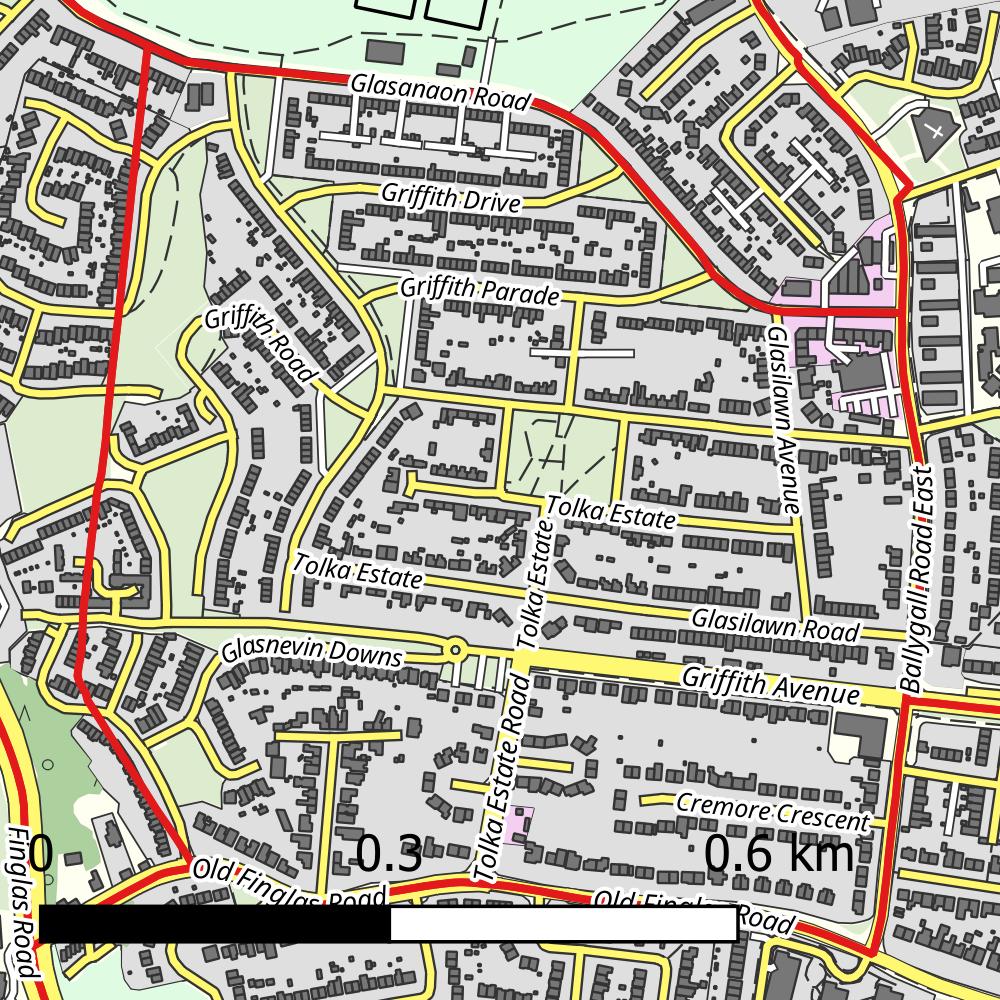 Glasanaon Road
Griffith Drive
Griffith Parade
Griffith Road
Glasilawn Avenue
Ballygall Road East
Tolka Estate
Tolka Estate
Tolka Estate
Glasilawn Road
Glasnevin Downs
Griffith Avenue
Tolka Estate Road
Cremore Crescent
Finglas Road
0
0.3
0.6 km
Old Finglas Road
Old Finglas Road